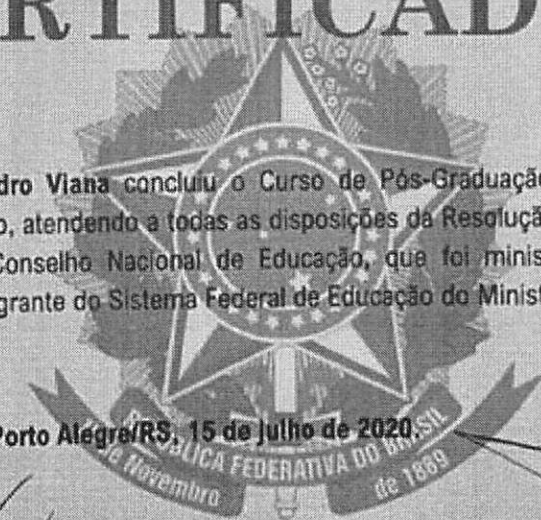 RTIFICAD
dro Viana concluiu o Curso de Pós-Graduação
o, atendendo a todas as disposições da Resoluçã
Conselho Nacional de Educação, que foi minis
grante do Sistema Federal de Educação do Minist
Porto Alegre/RS, 15 de julho de 2020.
REPÚBLICA FEDERATIVA DO BRASIL
de Novembro
de 1889